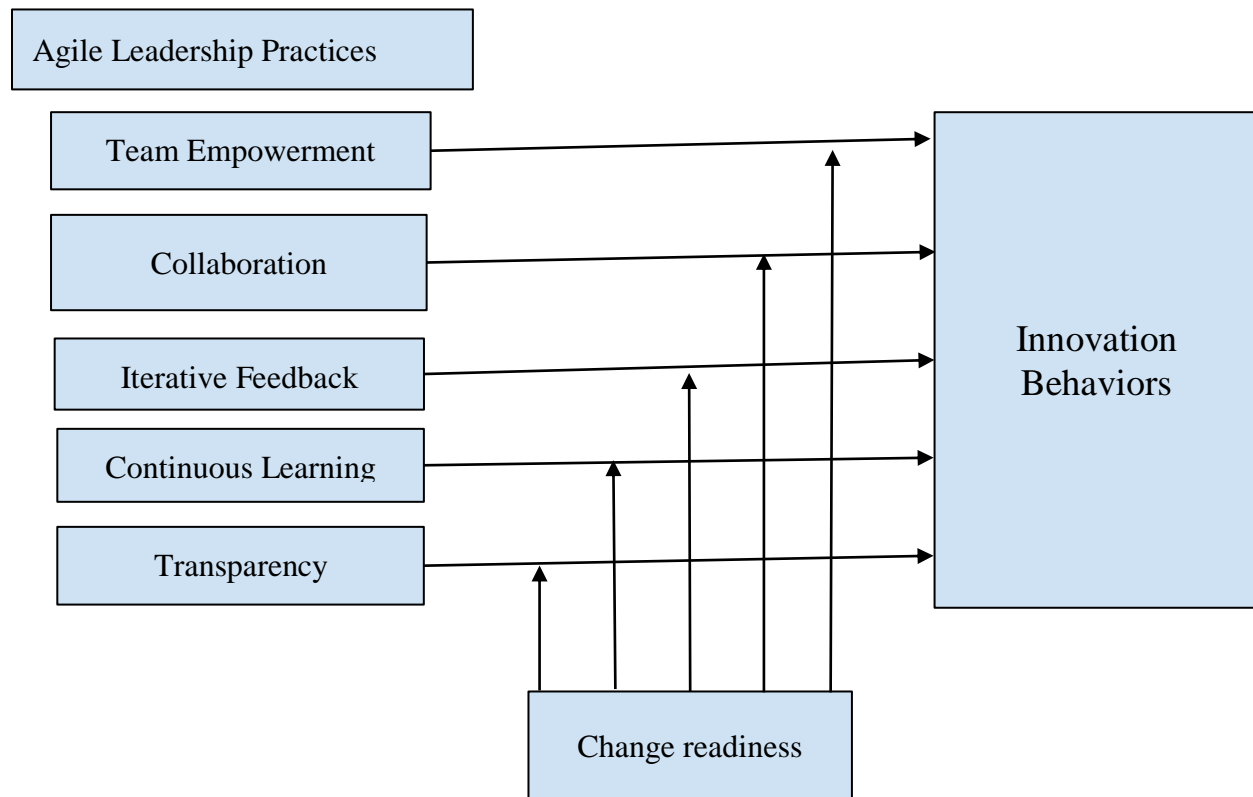 Agile Leadership Practices
Team Empowerment
Collaboration
Iterative Feedback
Continuous Learning
Transparency
Innovation
Behaviors
Change readiness